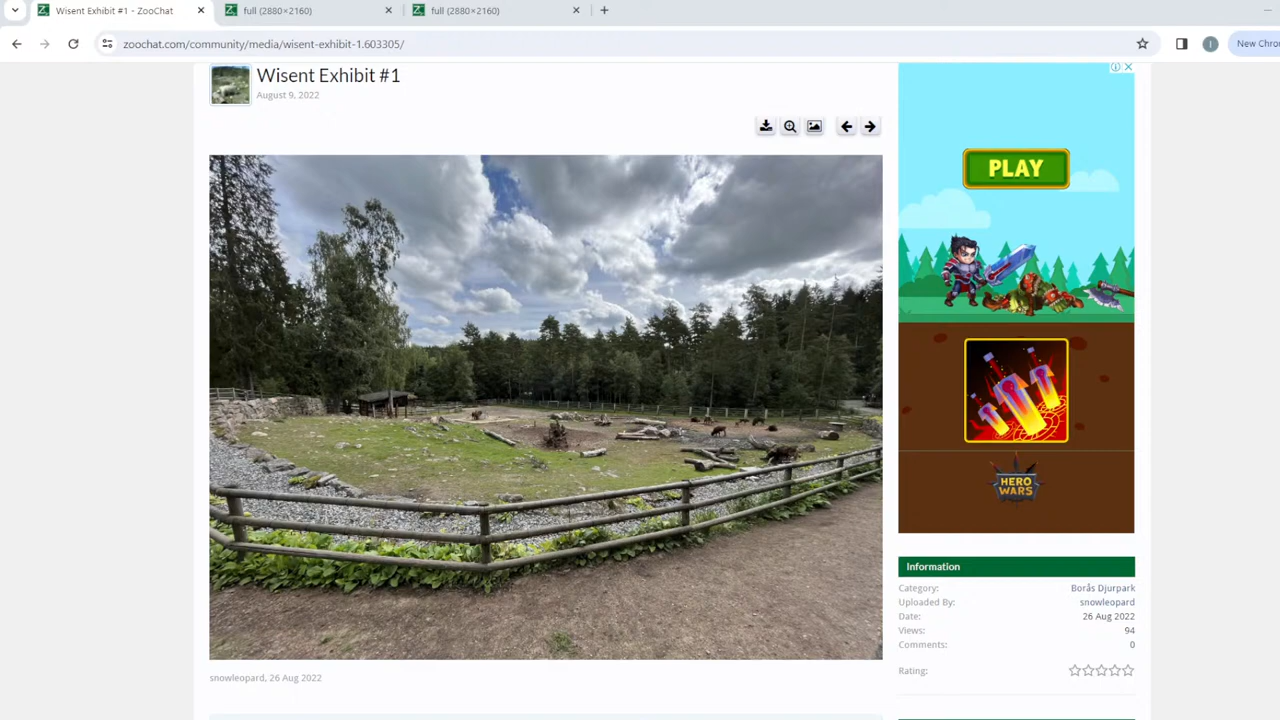 Wisent Exhibit #1 - ZooChat
full (2880×2160)
full (2880×2160)
zoochat.com/community/media/wisent-exhibit-1.603305/
New Chro
Wisent Exhibit #1
August 9, 2022
PLAY
HERO
WARS
Information
Category: Borås Djurpark
Uploaded By: snowleopard
Date: 26 Aug 2022
Views: 94
Comments: 0
Rating:
snowleopard, 26 Aug 2022